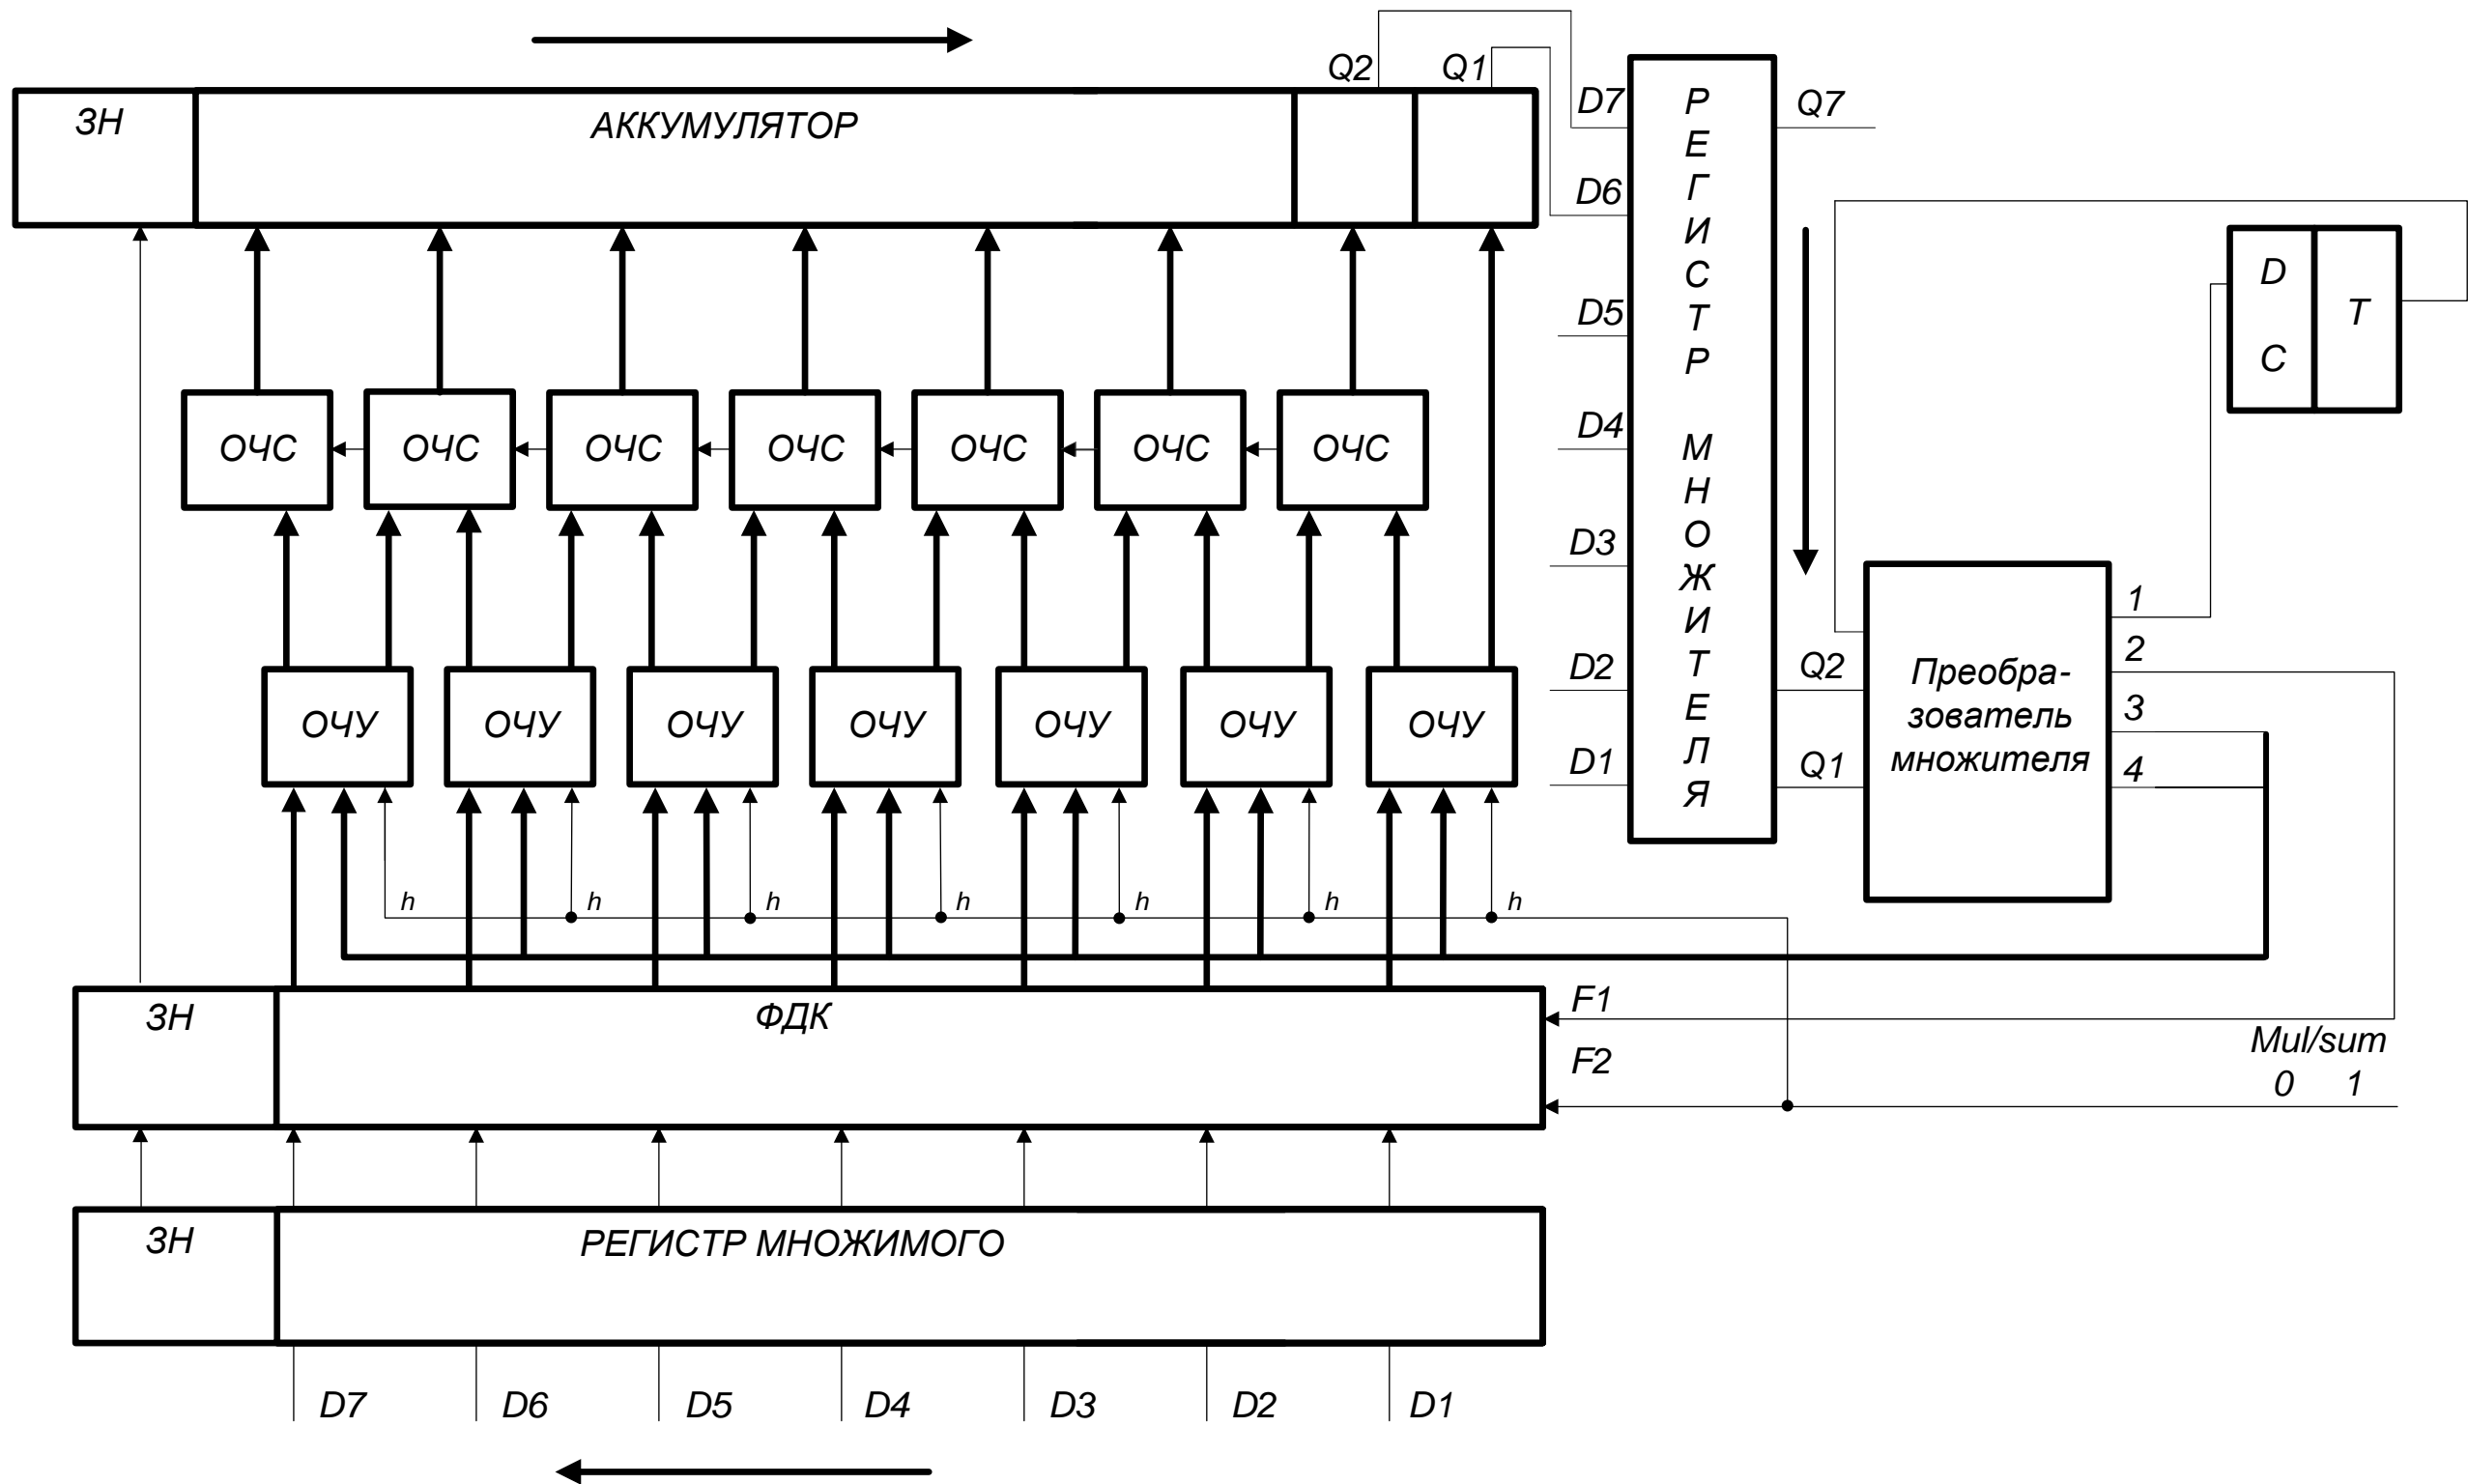 Q2 Q1
ЗН АККУМУЛЯТОР
D7 Q7
D6
D5
D4
D3
D2 Q2
D1 Q1
РЕГИСТР МНОЖИТЕЛЯ
D
T
C
ОЧС ОЧС ОЧС ОЧС ОЧС ОЧС ОЧС
1
2
3
4
Преобра-
зователь
множителя
ОЧУ ОЧУ ОЧУ ОЧУ ОЧУ ОЧУ ОЧУ
h h h h h h h
ЗН ФДК
F1
F2
Mul/sum
0 1
ЗН РЕГИСТР МНОЖИМОГО
D7 D6 D5 D4 D3 D2 D1